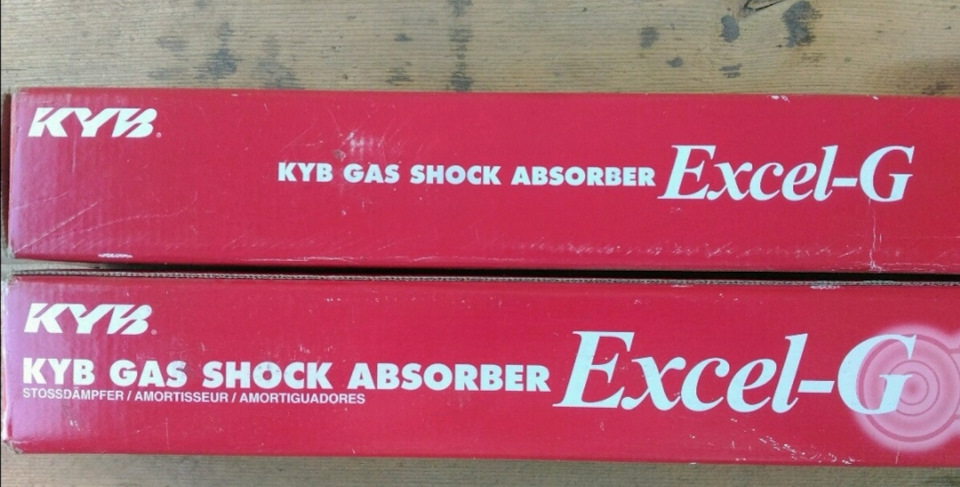 KYB®
KYB GAS SHOCK ABSORBER Excel-G
KYB®
KYB GAS SHOCK ABSORBER Excel-G
STOSSDÄMPFER / AMORTISSEUR / AMORTIGUADORES